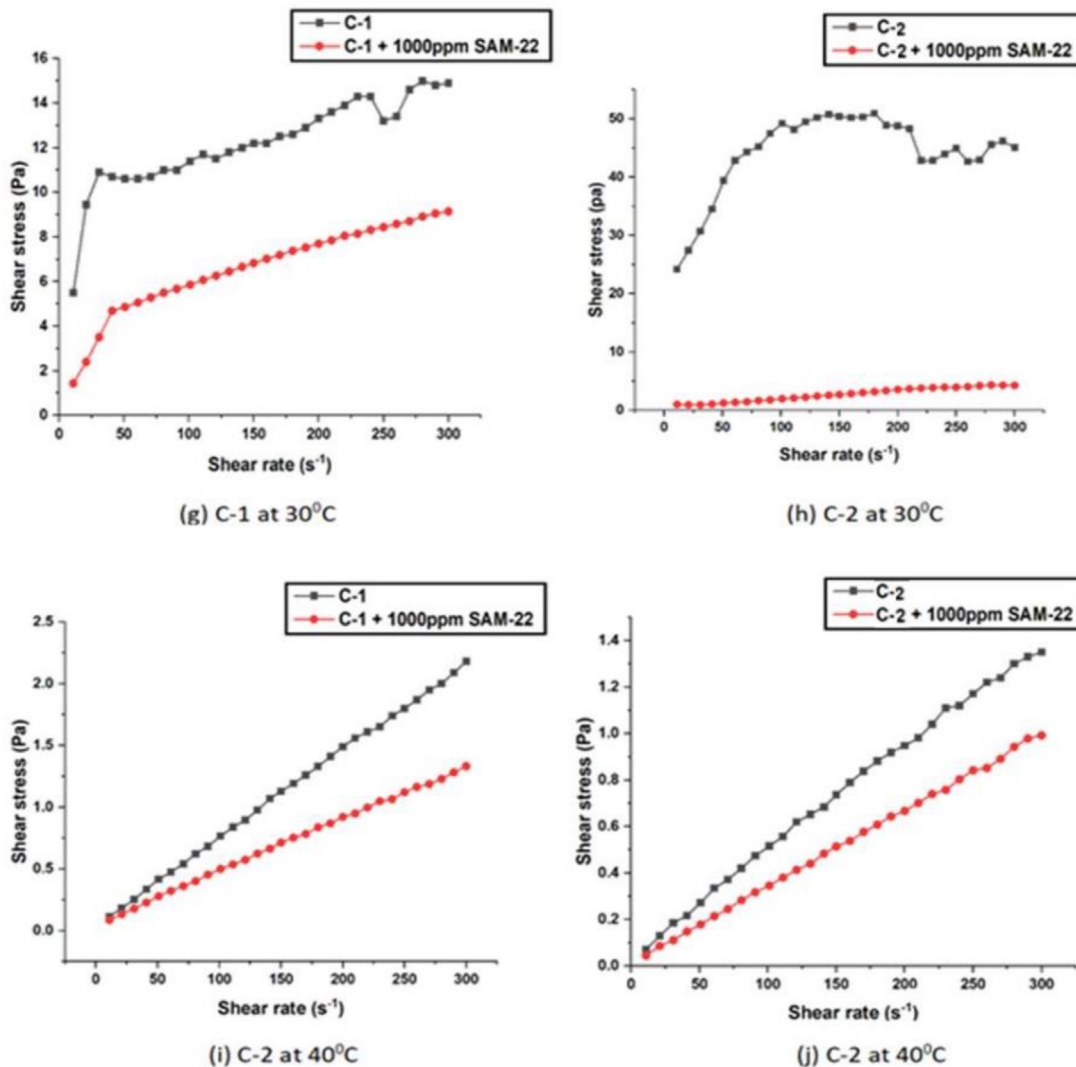 C-1
C-1 + 1000ppm SAM-22
16
14
12
10
8
6
4
2
0
Shear stress (Pa)
0 50 100 150 200 250 300
Shear rate (s⁻¹)
(g) C-1 at 30⁰C
C-2
C-2 + 1000ppm SAM-22
50
40
30
20
10
0
Shear stress (pa)
0 50 100 150 200 250 300
Shear rate (s⁻¹)
(h) C-2 at 30⁰C
C-1
C-1 + 1000ppm SAM-22
2.5
2.0
1.5
1.0
0.5
0.0
Shear stress (Pa)
0 50 100 150 200 250 300
Shear rate (s⁻¹)
(i) C-2 at 40⁰C
C-2
C-2 + 1000ppm SAM-22
1.4
1.2
1.0
0.8
0.6
0.4
0.2
0.0
Shear stress (Pa)
0 50 100 150 200 250 300
Shear rate (s⁻¹)
(j) C-2 at 40⁰C